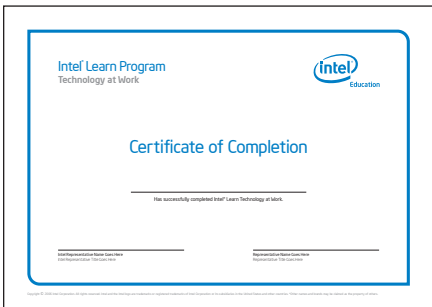 Intel® Learn Program
Technology at Work
intel
Education
Certificate of Completion
Has successfully completed Intel® Learn Technology at Work.
Intel Representative Name Goes Here
Intel Representative Title Goes Here
Representative Name Goes Here
Representative Title Goes Here